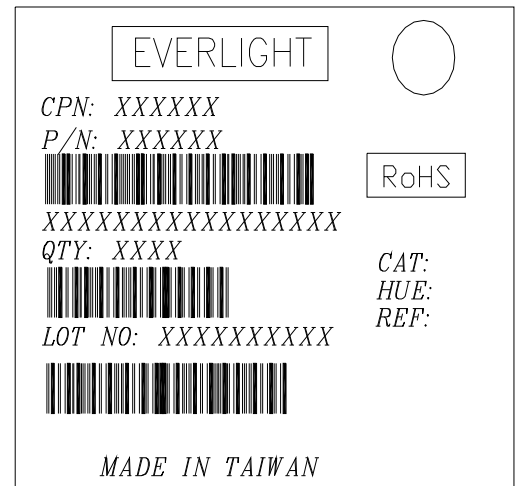 EVERLIGHT
CPN: XXXXXX
P/N: XXXXXX
RoHS
XXXXXXXXXXXXXXXXX
QTY: XXXX
CAT:
HUE:
REF:
LOT NO: XXXXXXXXXX
MADE IN TAIWAN